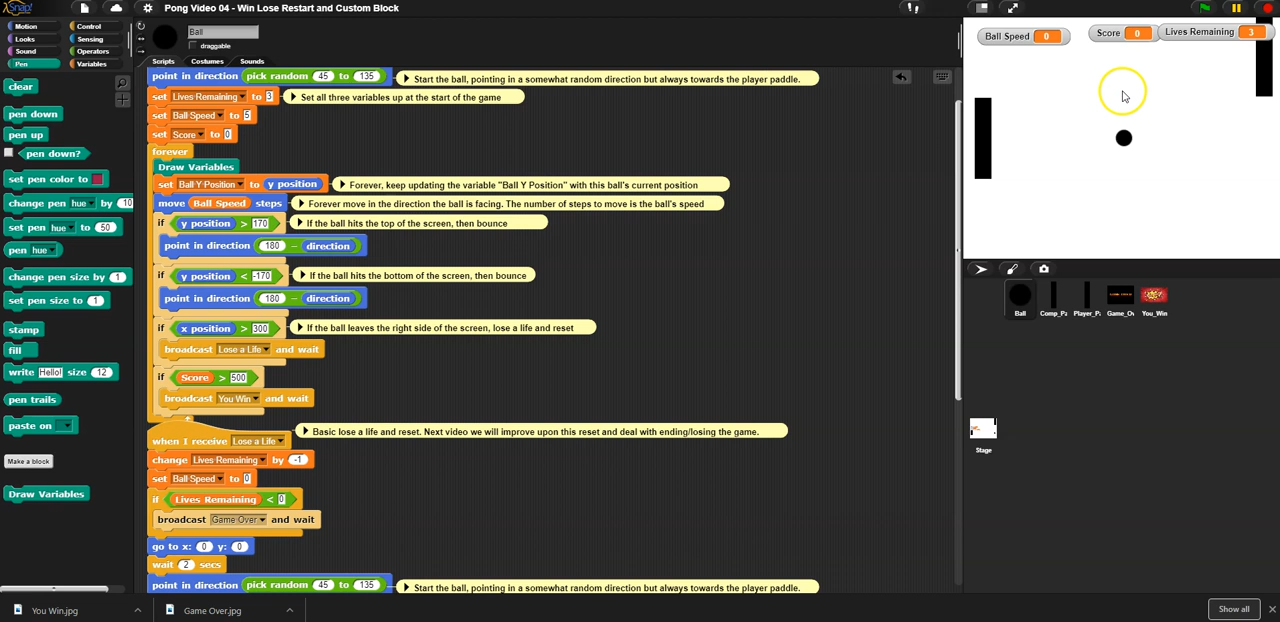 Snap!
Pong Video 04 - Win Lose Restart and Custom Block
Motion
Control
Looks
Sensing
Sound
Operators
Pen
Variables
clear
pen down
pen up
pen down?
set pen color to
change pen hue by 10
set pen hue to 50
pen hue
change pen size by 1
set pen size to 1
stamp
fill
write Hello! size 12
pen trails
paste on
Make a block
Draw Variables
Ball
draggable
Scripts
Costumes
Sounds
point in direction pick random 45 to 135
Start the ball, pointing in a somewhat random direction but always towards the player paddle.
set Lives Remaining to 3
Set all three variables up at the start of the game
set Ball Speed to 5
set Score to 0
forever
Draw Variables
set Ball Y Position to y position
Forever, keep updating the variable "Ball Y Position" with this ball's current position
move Ball Speed steps
Forever move in the direction the ball is facing. The number of steps to move is the ball's speed
if y position > 170
If the ball hits the top of the screen, then bounce
point in direction 180 - direction
if y position < -170
If the ball hits the bottom of the screen, then bounce
point in direction 180 - direction
if x position > 300
If the ball leaves the right side of the screen, lose a life and reset
broadcast Lose a Life and wait
if Score > 500
broadcast You Win and wait
Basic lose a life and reset. Next video we will improve upon this reset and deal with ending/losing the game.
when I receive Lose a Life
change Lives Remaining by -1
set Ball Speed to 0
if Lives Remaining < 0
broadcast Game Over and wait
go to x: 0 y: 0
wait 2 secs
point in direction pick random 45 to 135
Start the ball, pointing in a somewhat random direction but always towards the player paddle.
Ball Speed 0
Score 0
Lives Remaining 3
Ball
Comp_Pa
Player_Pa
Game_Ov
You_Win
Stage
You Win.jpg
Game Over.jpg
Show all